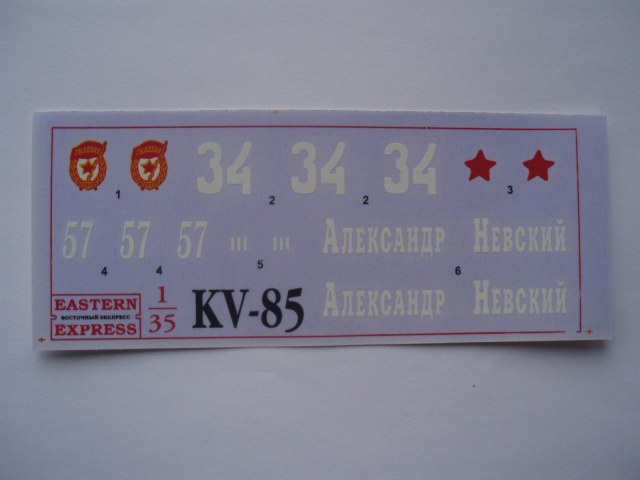 34 34 34
1 2 2 3
57 57 57 III III Александр Невский
4 4 5 6
EASTERN
ВОСТОЧНЫЙ ЭКСПРЕСС
EXPRESS
1
35
KV-85
Александр Невский